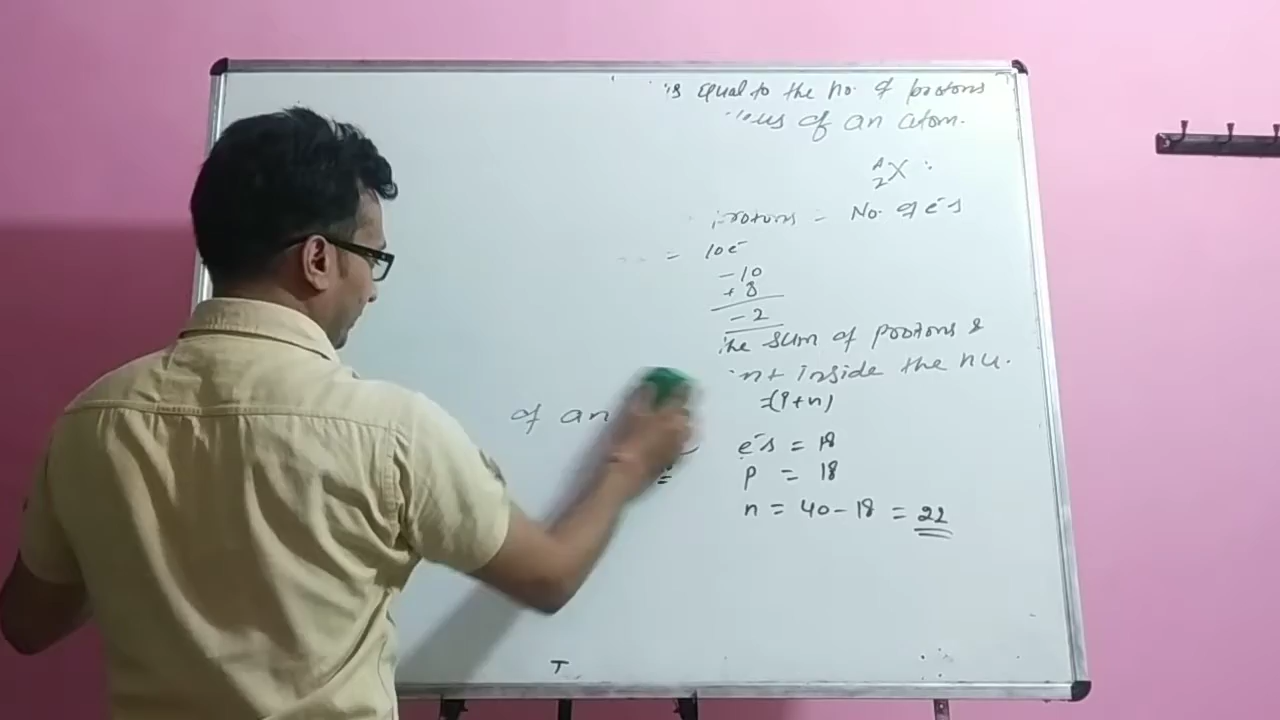 is equal to the no. of protons
of an atom.
A
Z X :
protons = No. of e⁻s
= 10e⁻
-10
+8
-2
the sum of protons &
inside the nu.
=(P+n)
of an
e⁻s = 18
p = 18
n = 40 - 18 = 22
T